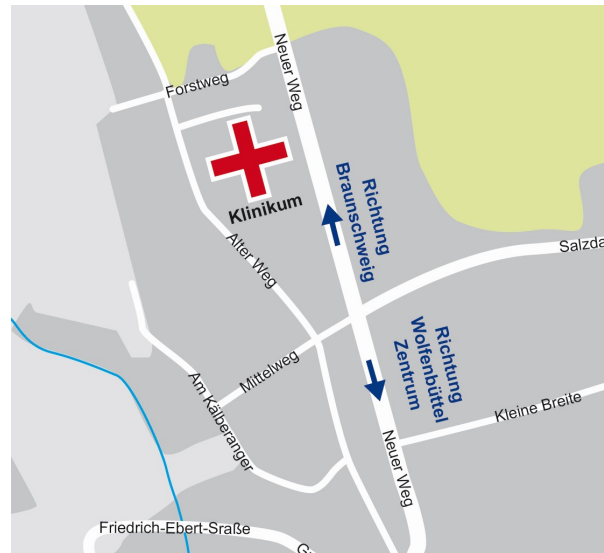 Neuer Weg
Forstweg
Klinikum
Richtung
Braunschweig
Alter Weg
Salzda
Mittelweg
Richtung
Wolfenbüttel
Zentrum
Am Kälberanger
Kleine Breite
Neuer Weg
Friedrich-Ebert-Sraße